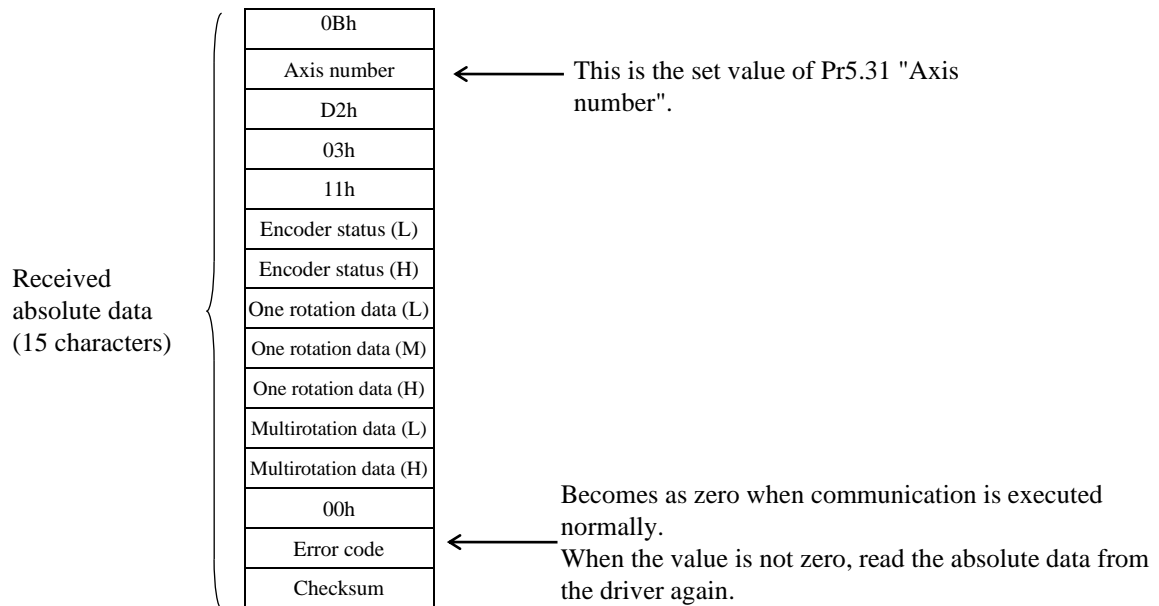 0Bh
Axis number
This is the set value of Pr5.31 "Axis
number".
D2h
03h
11h
Encoder status (L)
Encoder status (H)
Received
absolute data
(15 characters)
One rotation data (L)
One rotation data (M)
One rotation data (H)
Multirotation data (L)
Multirotation data (H)
00h
Error code
Checksum
Becomes as zero when communication is executed
normally.
When the value is not zero, read the absolute data from
the driver again.